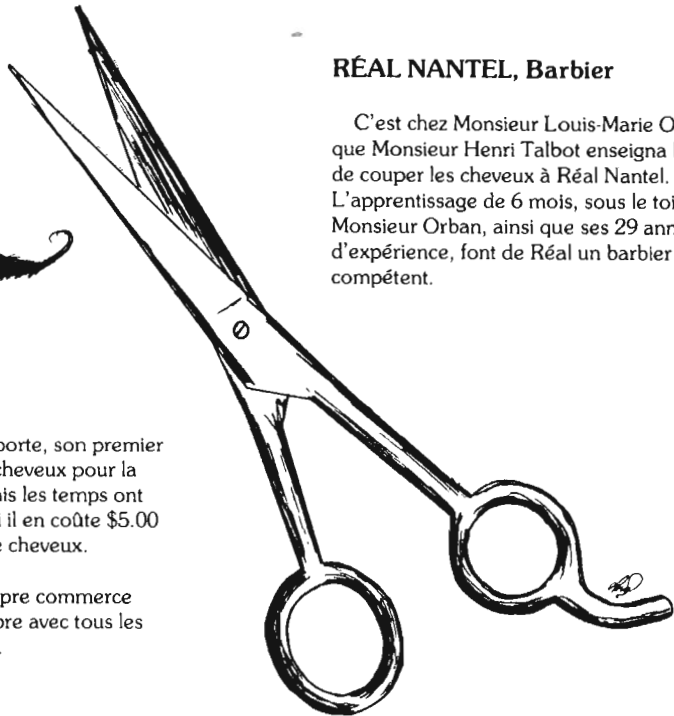 RÉAL NANTEL, Barbier
C'est chez Monsieur Louis-Marie O
que Monsieur Henri Talbot enseigna
de couper les cheveux à Réal Nantel.
L'apprentissage de 6 mois, sous le toi
Monsieur Orban, ainsi que ses 29 ann
d'expérience, font de Réal un barbier
compétent.
porte, son premier
cheveux pour la
is les temps ont
il en coûte $5.00
cheveux.
pre commerce
re avec tous les